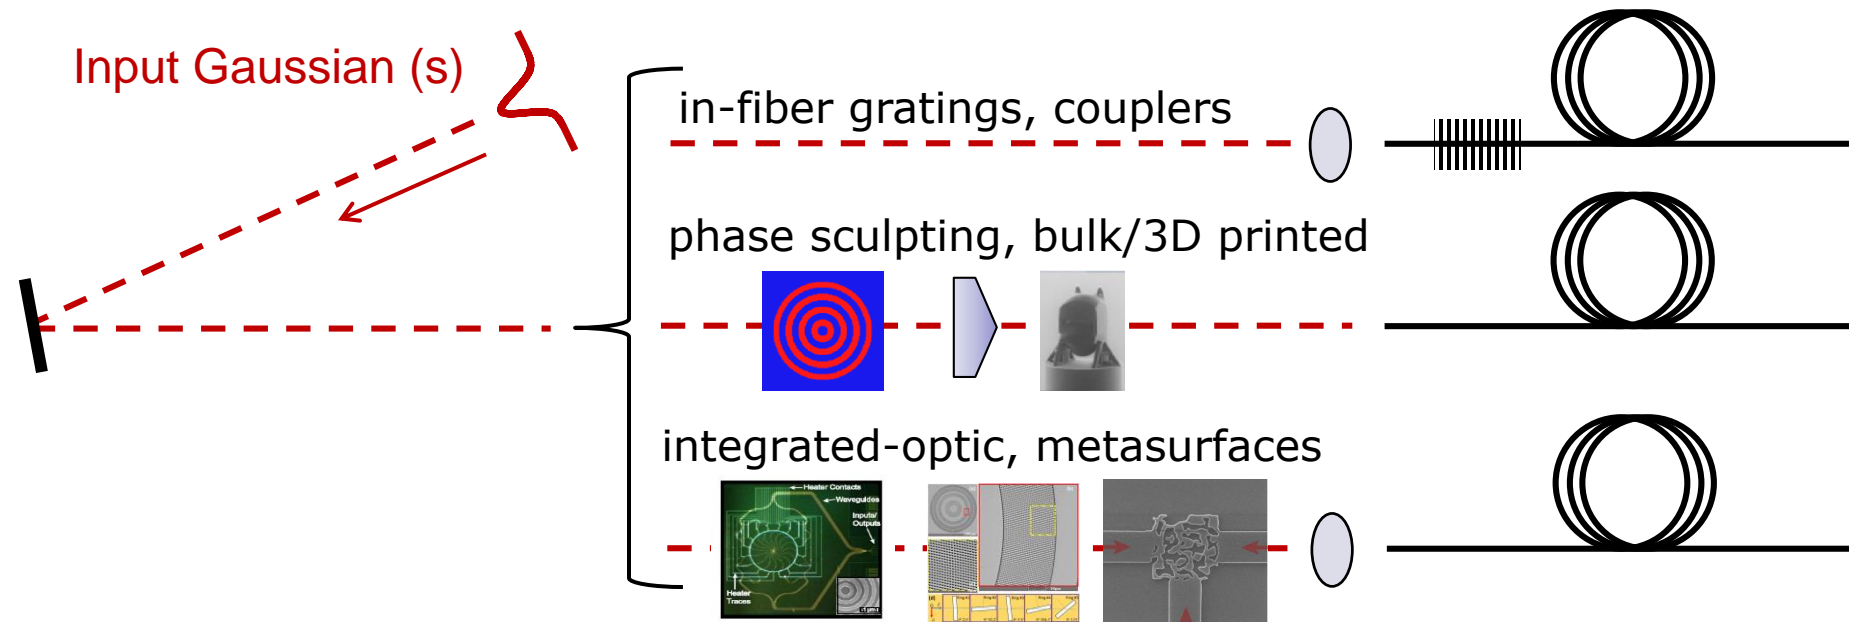 Input Gaussian (s)
in-fiber gratings, couplers
phase sculpting, bulk/3D printed
integrated-optic, metasurfaces
Heater Contacts
Waveguides
Inputs/
Outputs
Heater
Traces